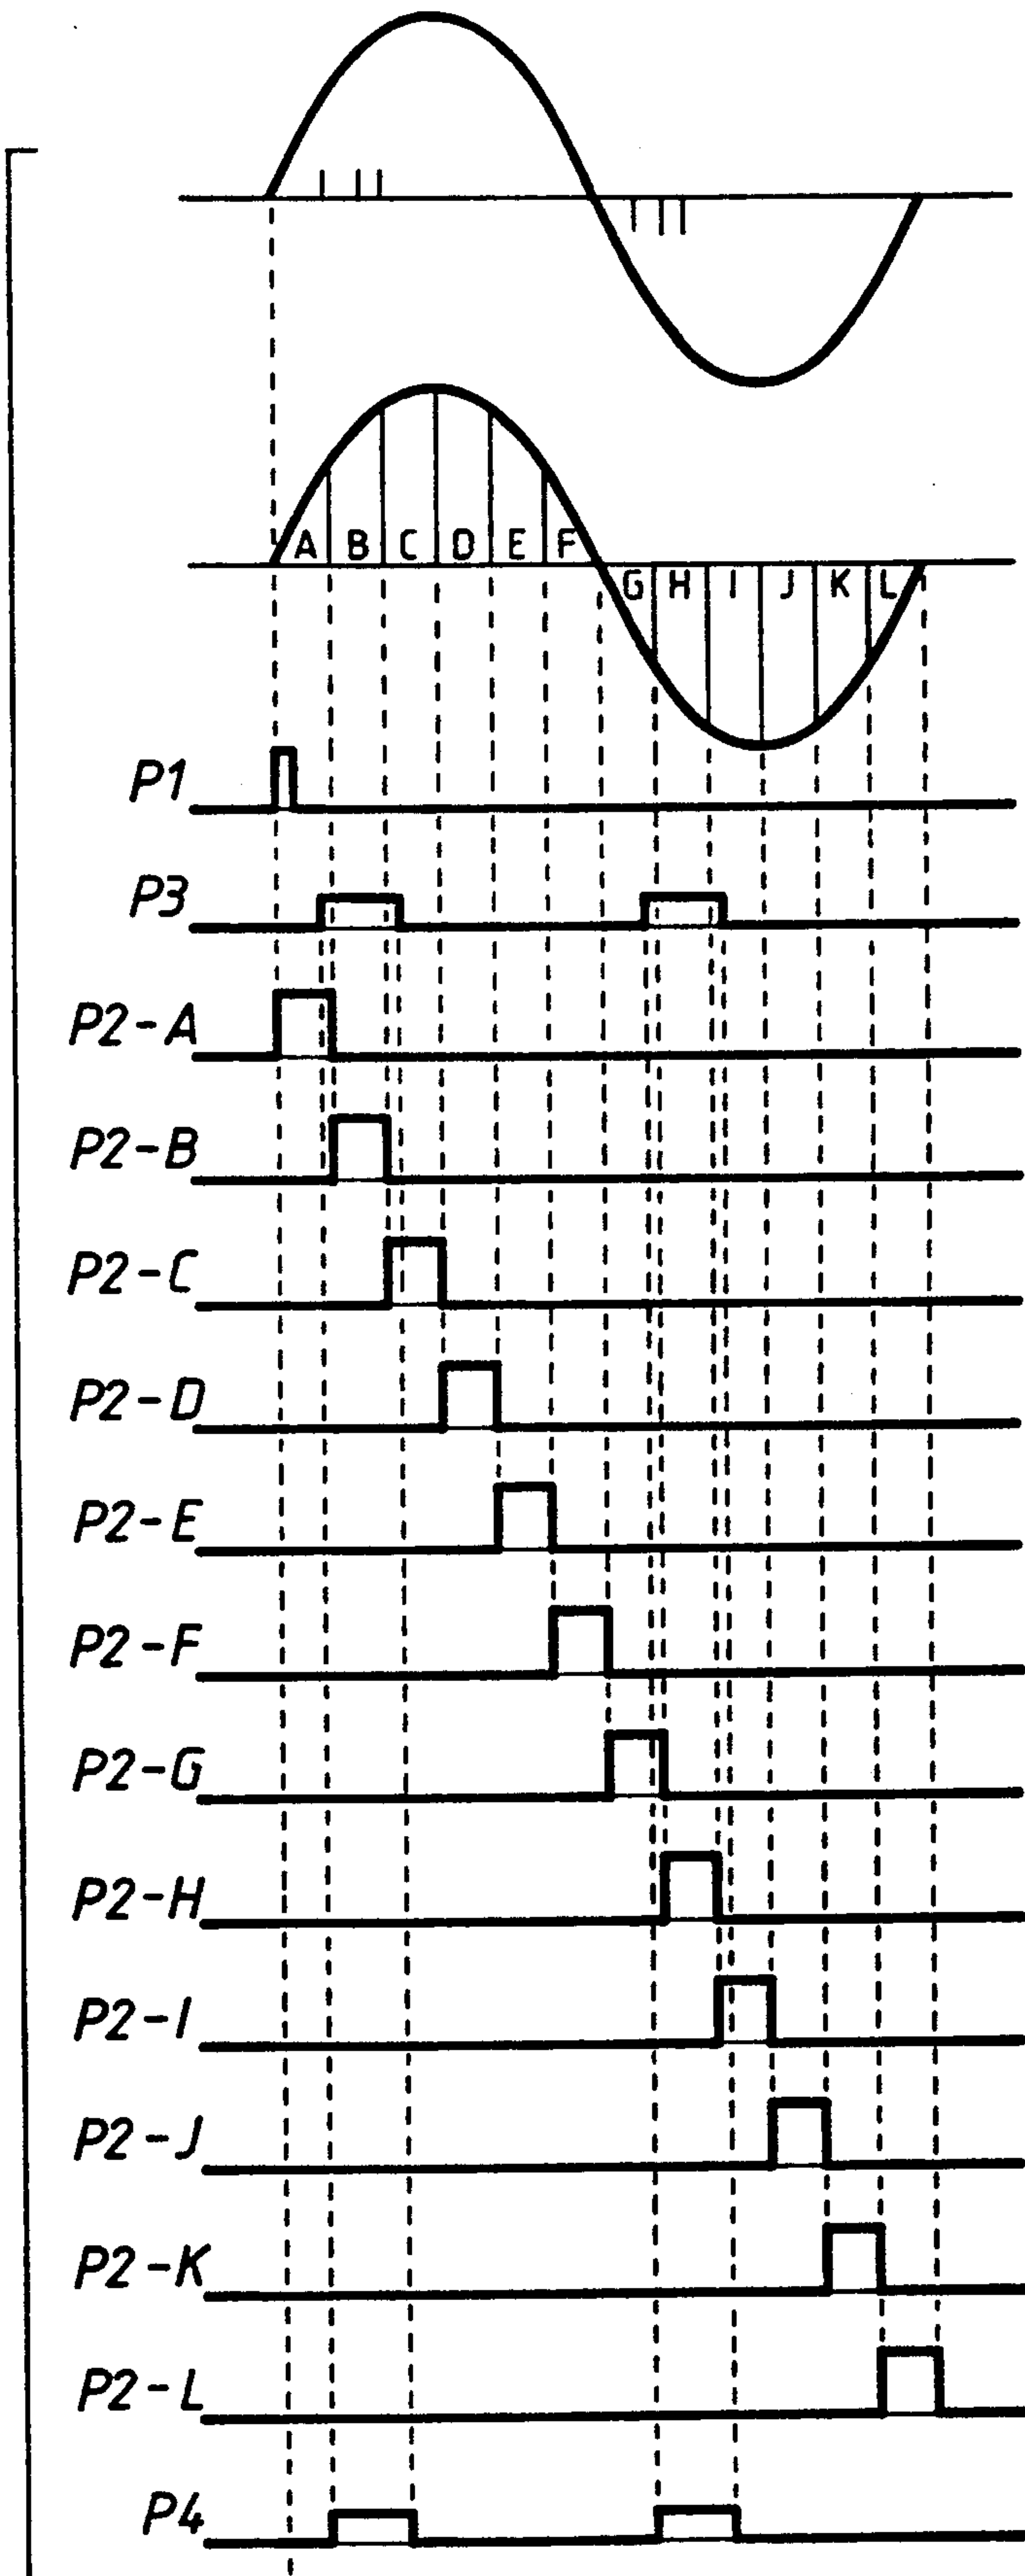 A B C D E F
G H I J K L
P1
P3
P2-A
P2-B
P2-C
P2-D
P2-E
P2-F
P2-G
P2-H
P2-I
P2-J
P2-K
P2-L
P4